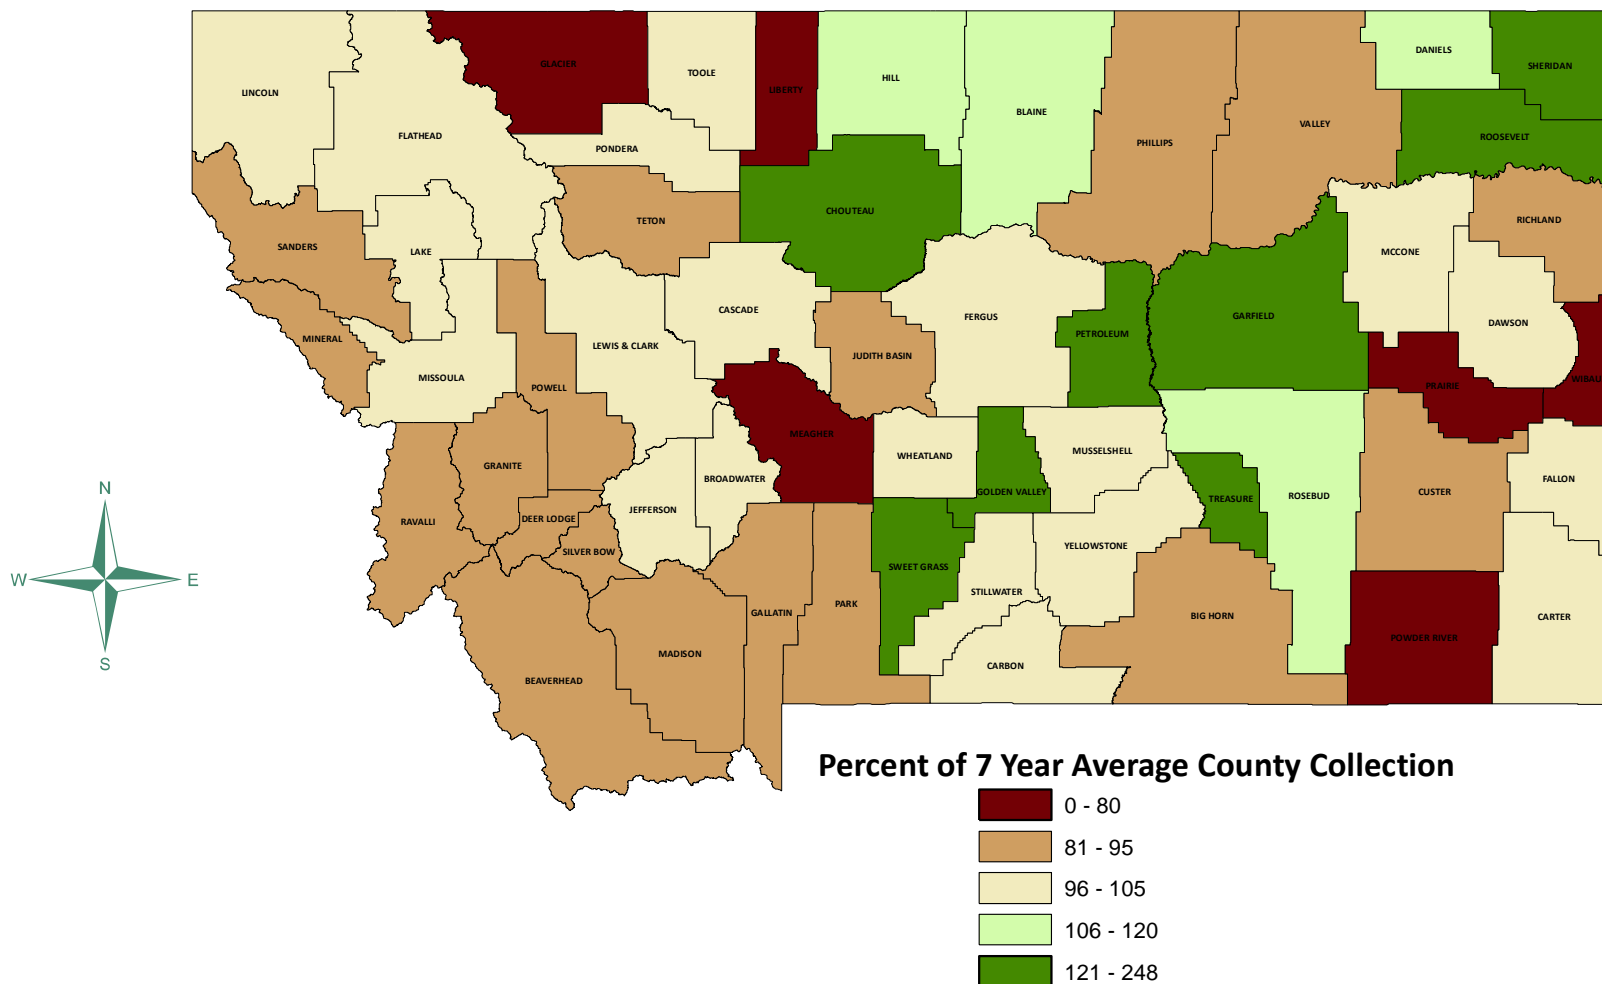 GLACIER
TOOLE
LIBERTY
HILL
BLAINE
DANIELS
SHERIDAN
LINCOLN
FLATHEAD
PONDERA
PHILLIPS
VALLEY
ROOSEVELT
SANDERS
LAKE
TETON
CHOUTEAU
RICHLAND
MCCONE
MINERAL
MISSOULA
POWELL
LEWIS & CLARK
CASCADE
JUDITH BASIN
FERGUS
PETROLEUM
GARFIELD
DAWSON
PRAIRIE
WIBAU
MEAGHER
WHEATLAND
MUSSELSHELL
GOLDEN VALLEY
TREASURE
ROSEBUD
CUSTER
FALLON
GRANITE
RAVALLI
DEER LODGE
SILVER BOW
JEFFERSON
BROADWATER
SWEET GRASS
YELLOWSTONE
STILLWATER
GALLATIN
PARK
BIG HORN
POWDER RIVER
CARTER
MADISON
BEAVERHEAD
CARBON
N
W
E
S
Percent of 7 Year Average County Collection
0 - 80
81 - 95
96 - 105
106 - 120
121 - 248